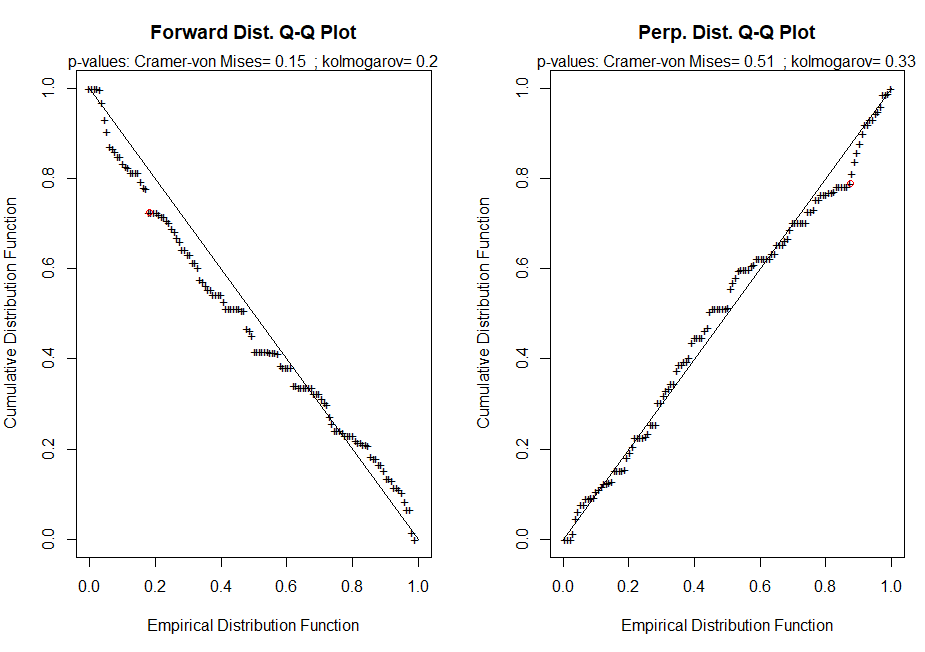 Forward Dist. Q-Q Plot
p-values: Cramer-von Mises= 0.15 ; kolmogarov= 0.2
Cumulative Distribution Function
1.0
0.8
0.6
0.4
0.2
0.0
0.0 0.2 0.4 0.6 0.8 1.0
Empirical Distribution Function
Perp. Dist. Q-Q Plot
p-values: Cramer-von Mises= 0.51 ; kolmogarov= 0.33
Cumulative Distribution Function
1.0
0.8
0.6
0.4
0.2
0.0
0.0 0.2 0.4 0.6 0.8 1.0
Empirical Distribution Function